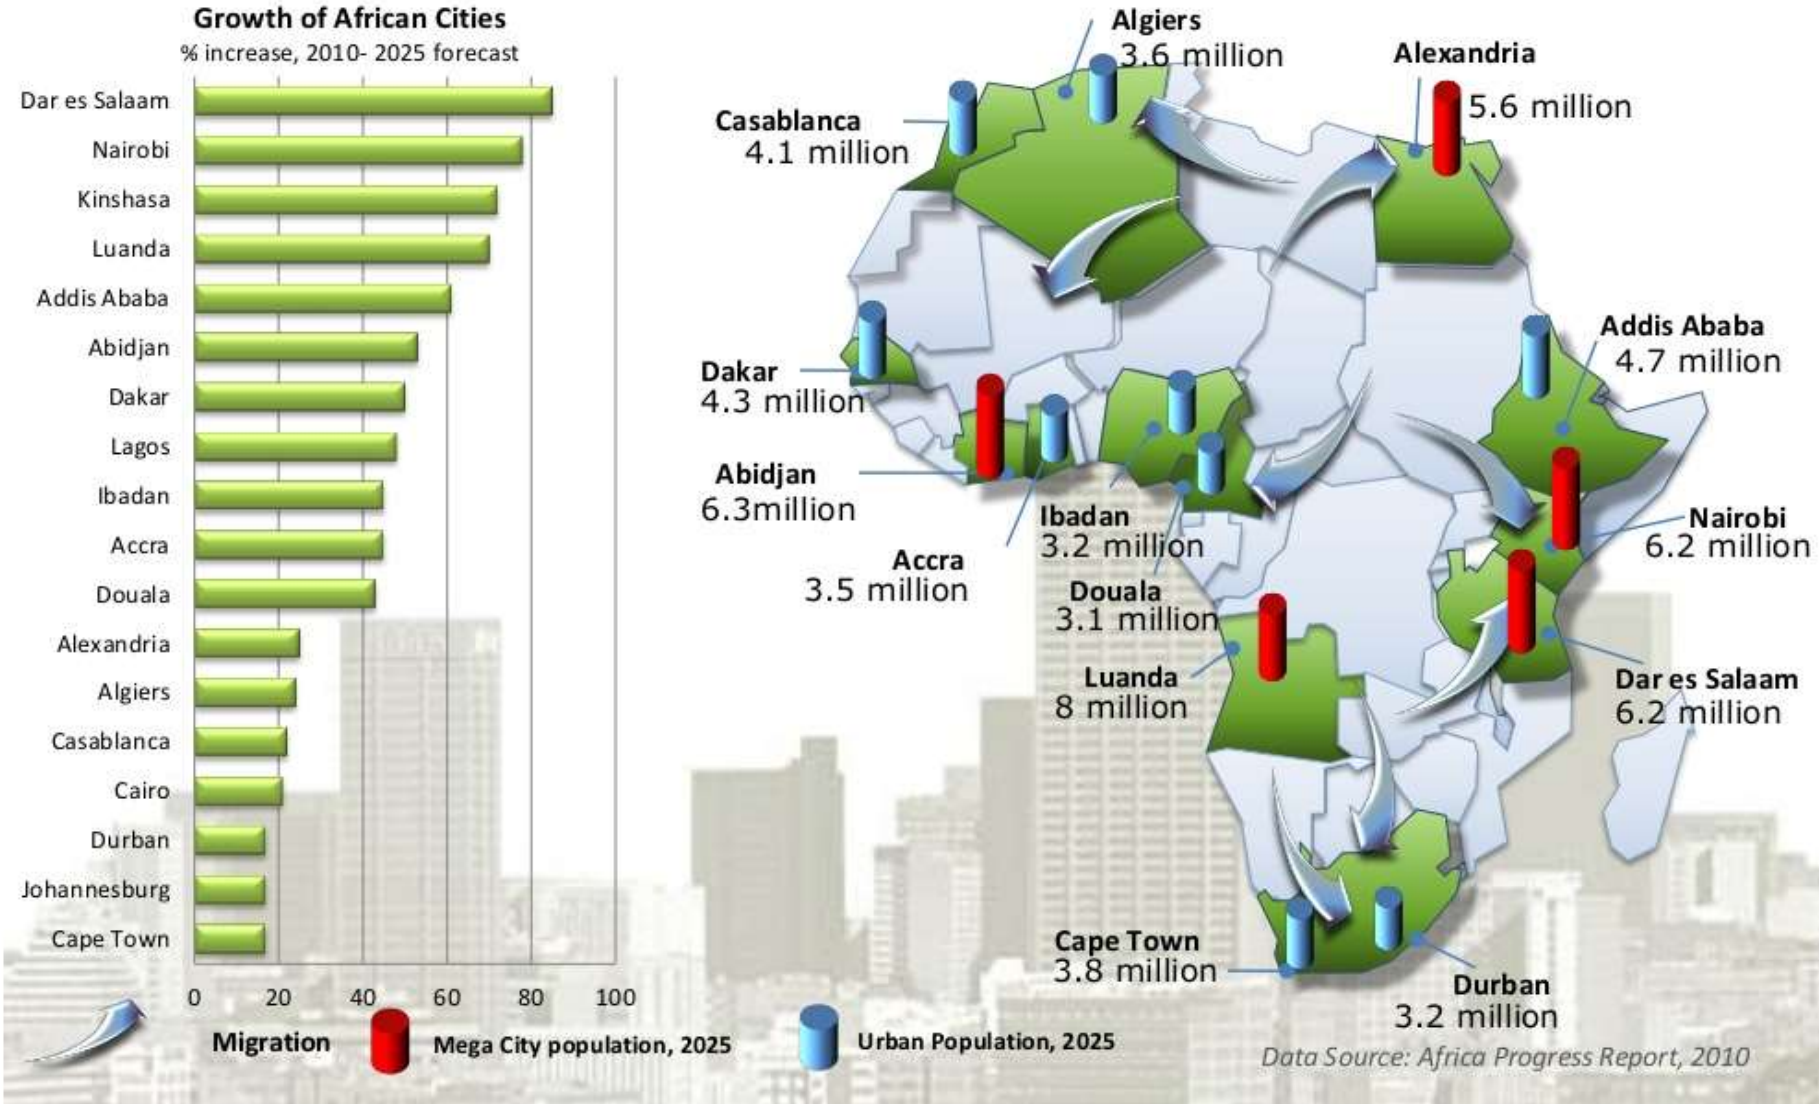 Growth of African Cities
% increase, 2010- 2025 forecast
Dar es Salaam
Nairobi
Kinshasa
Luanda
Addis Ababa
Abidjan
Dakar
Lagos
Ibadan
Accra
Douala
Alexandria
Algiers
Casablanca
Cairo
Durban
Johannesburg
Cape Town
0 20 40 60 80 100
Algiers
3.6 million
Alexandria
5.6 million
Casablanca
4.1 million
Addis Ababa
4.7 million
Dakar
4.3 million
Abidjan
6.3million
Ibadan
3.2 million
Nairobi
6.2 million
Accra
3.5 million
Douala
3.1 million
Luanda
8 million
Dar es Salaam
6.2 million
Cape Town
3.8 million
Durban
3.2 million
Migration
Mega City population, 2025
Urban Population, 2025
Data Source: Africa Progress Report, 2010